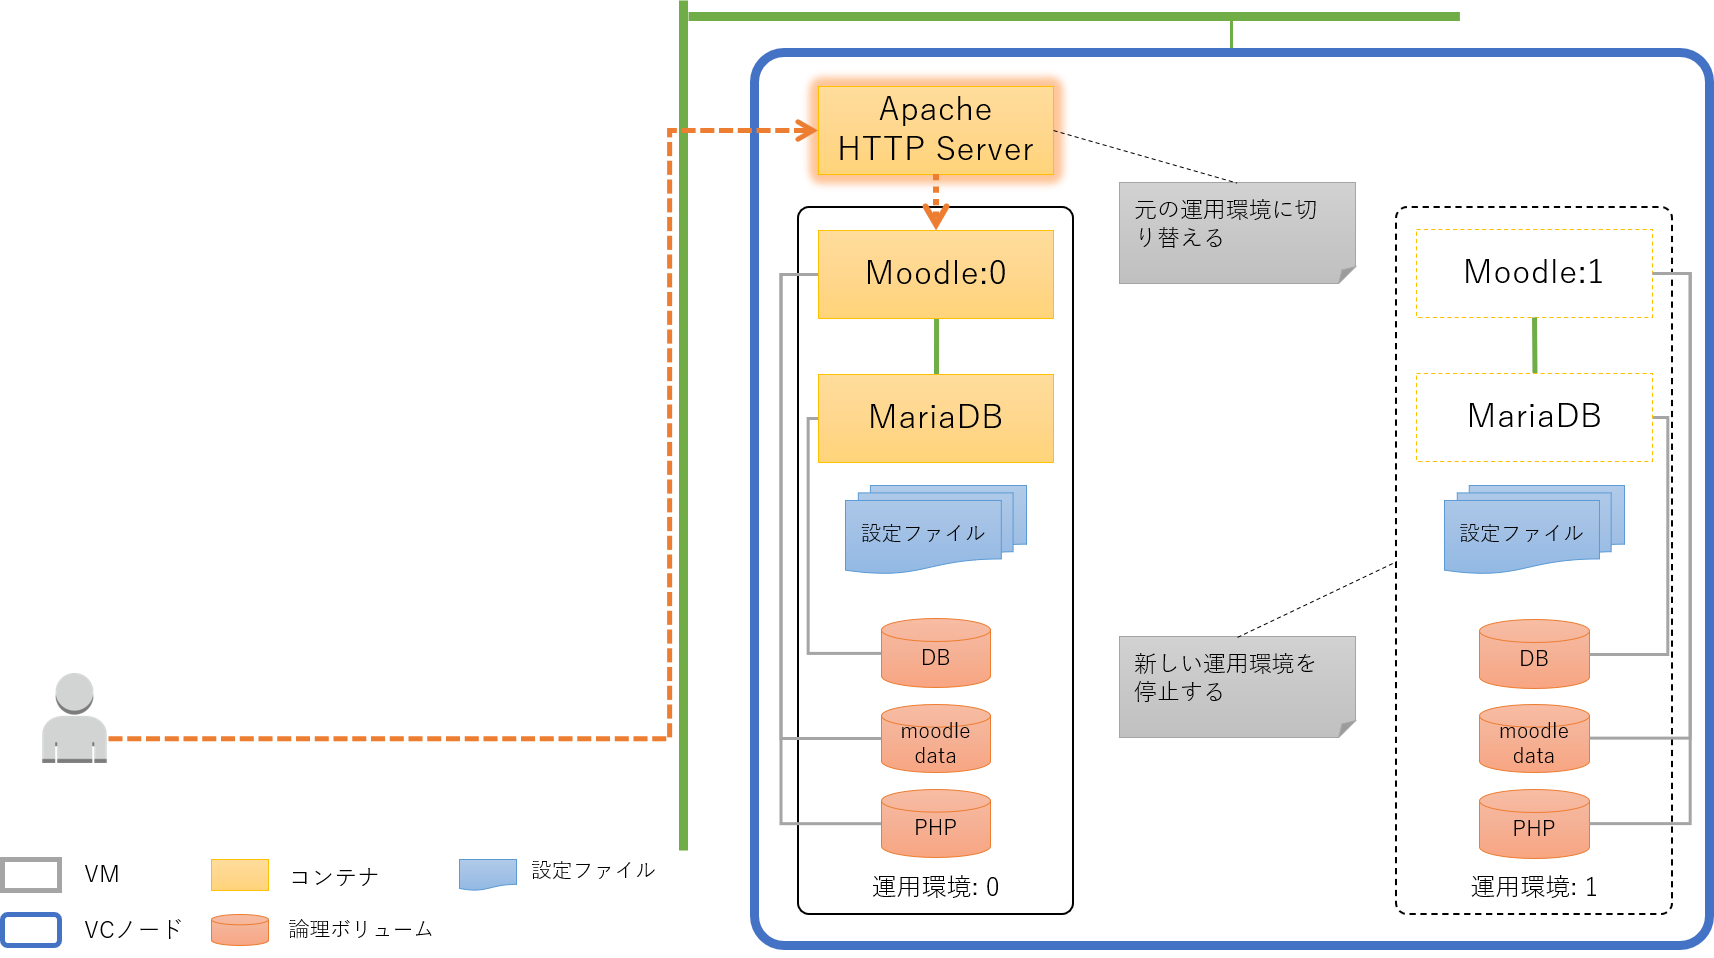 Apache
HTTP Server
元の運用環境に切
り替える
Moodle:0
MariaDB
設定ファイル
DB
moodle
data
PHP
運用環境: 0
新しい運用環境を
停止する
Moodle:1
MariaDB
設定ファイル
DB
moodle
data
PHP
運用環境: 1
VM
コンテナ
設定ファイル
VCノード
論理ボリューム